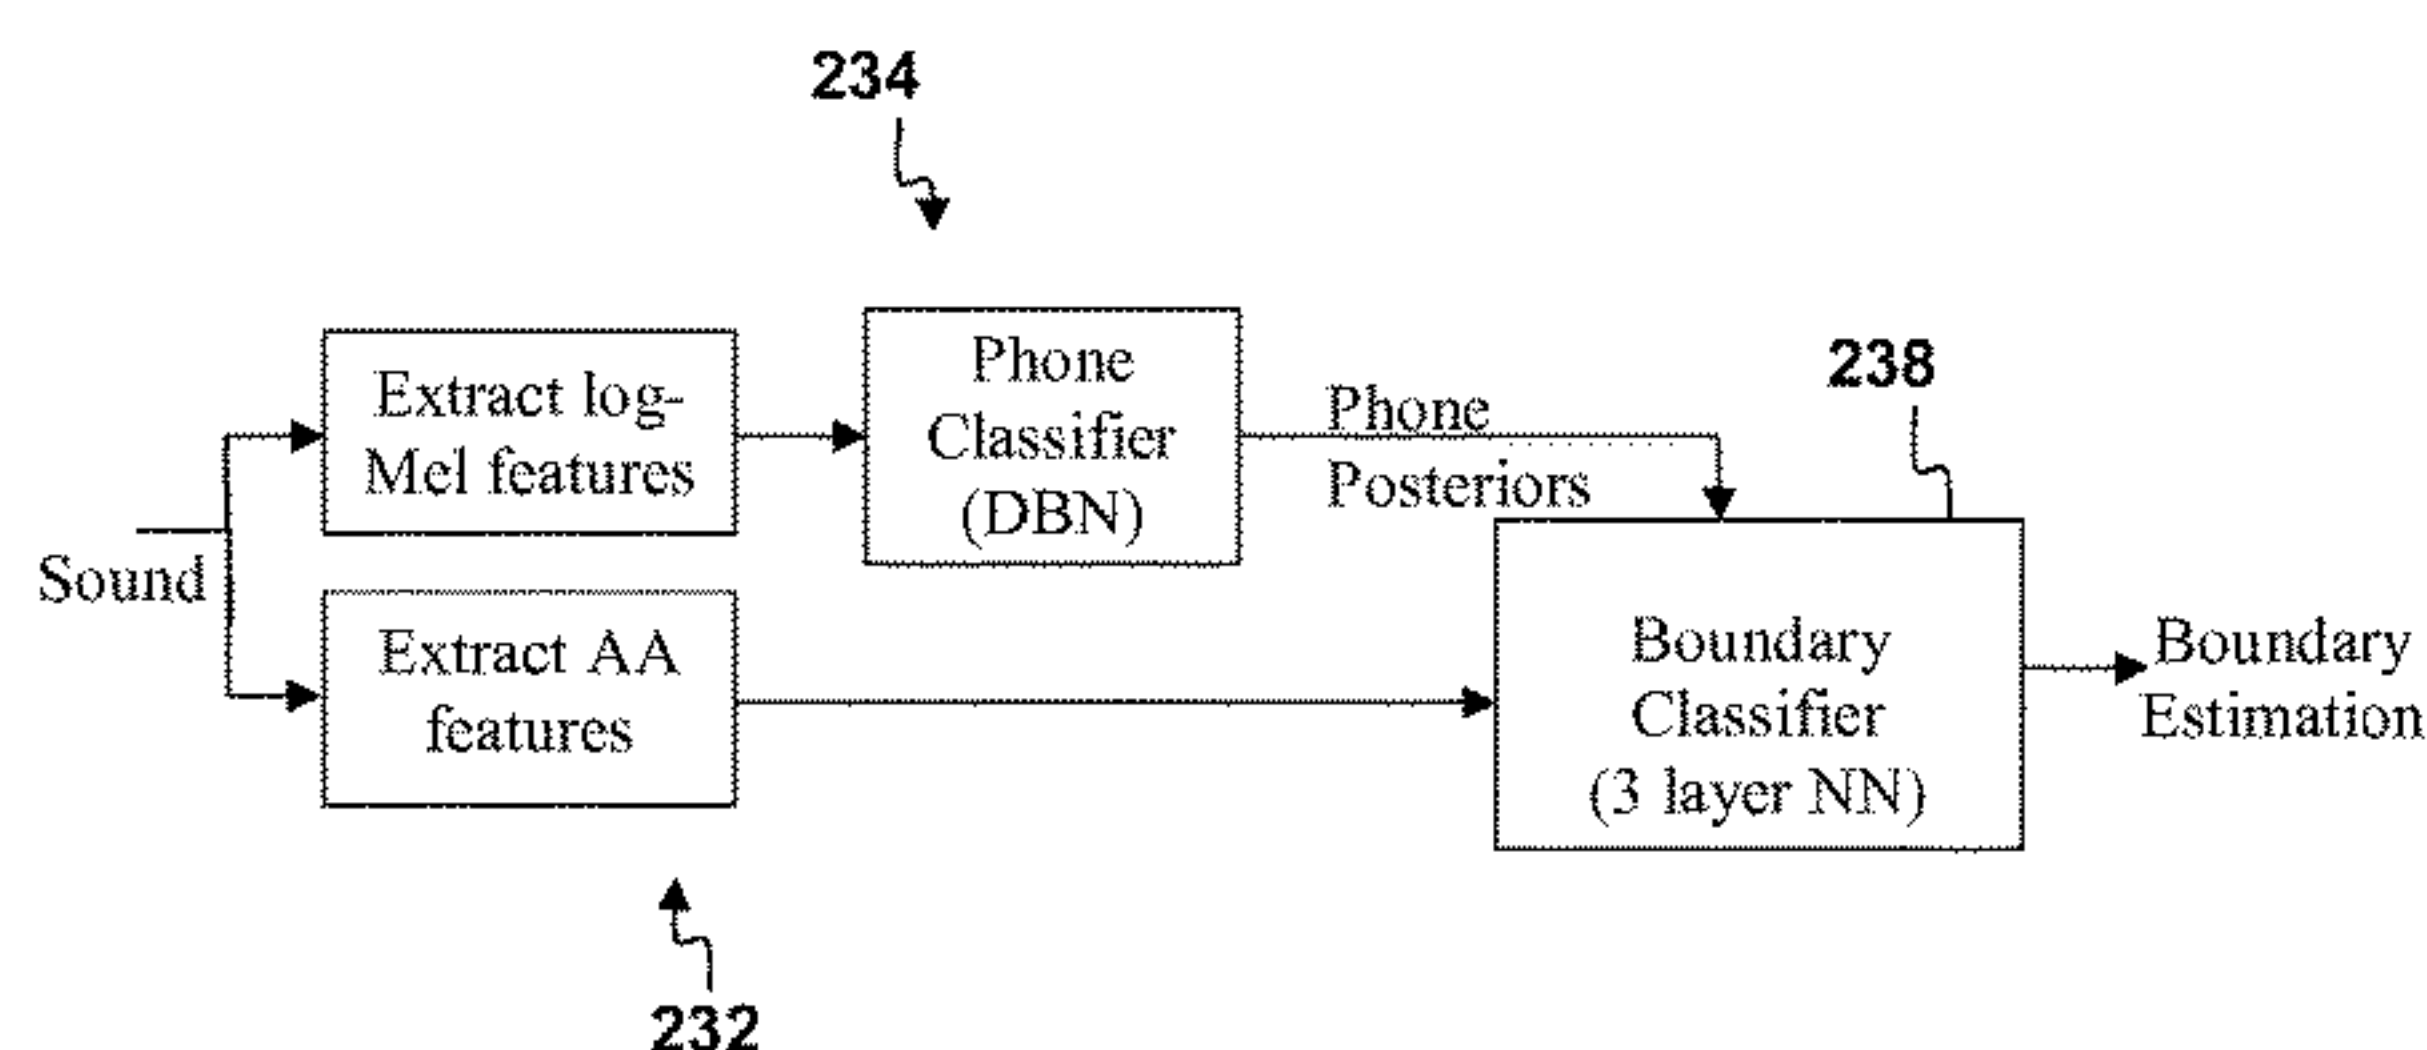 234
Extract log-
Mel features
Phone
Classifier
(DBN)
Phone
Posteriors
238
Sound
Extract AA
features
Boundary
Classifier
(3 layer NN)
Boundary
Estimation
232